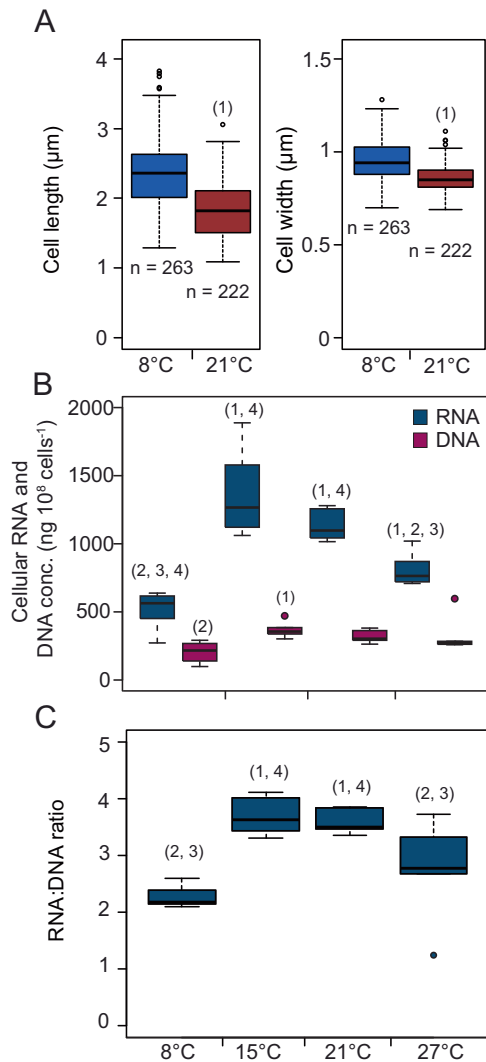 A
Cell length (µm)
4
3
2
1
0
(1)
n = 263
n = 222
8°C
21°C
Cell width (µm)
1.5
1
0.5
0
(1)
n = 263
n = 222
8°C
21°C
B
Cellular RNA and
DNA conc. (ng 10⁸ cells⁻¹)
2000
1500
1000
500
0
RNA
DNA
(2, 3, 4)
(2)
(1, 4)
(1)
(1, 4)
(1, 2, 3)
C
RNA:DNA ratio
5
4
3
2
1
0
(2, 3)
(1, 4)
(1, 4)
(2, 3)
8°C
15°C
21°C
27°C